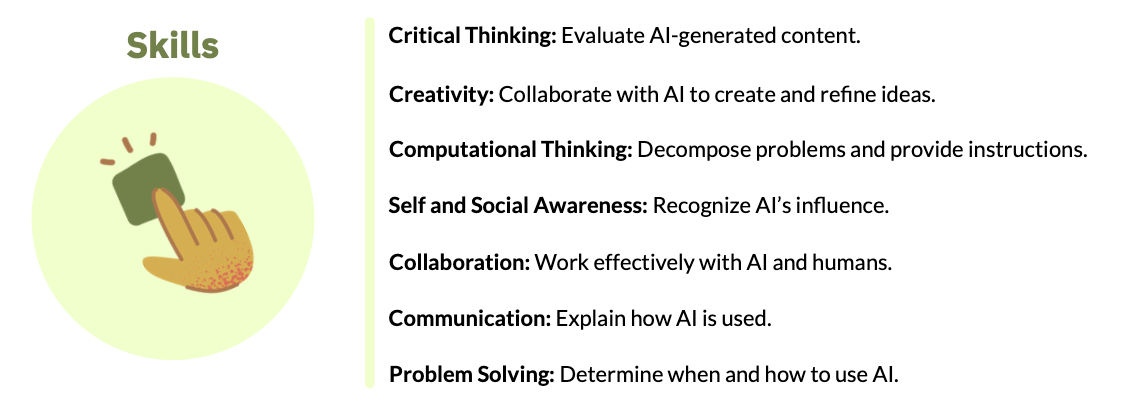 Skills
Critical Thinking: Evaluate AI-generated content.
Creativity: Collaborate with AI to create and refine ideas.
Computational Thinking: Decompose problems and provide instructions.
Self and Social Awareness: Recognize AI’s influence.
Collaboration: Work effectively with AI and humans.
Communication: Explain how AI is used.
Problem Solving: Determine when and how to use AI.